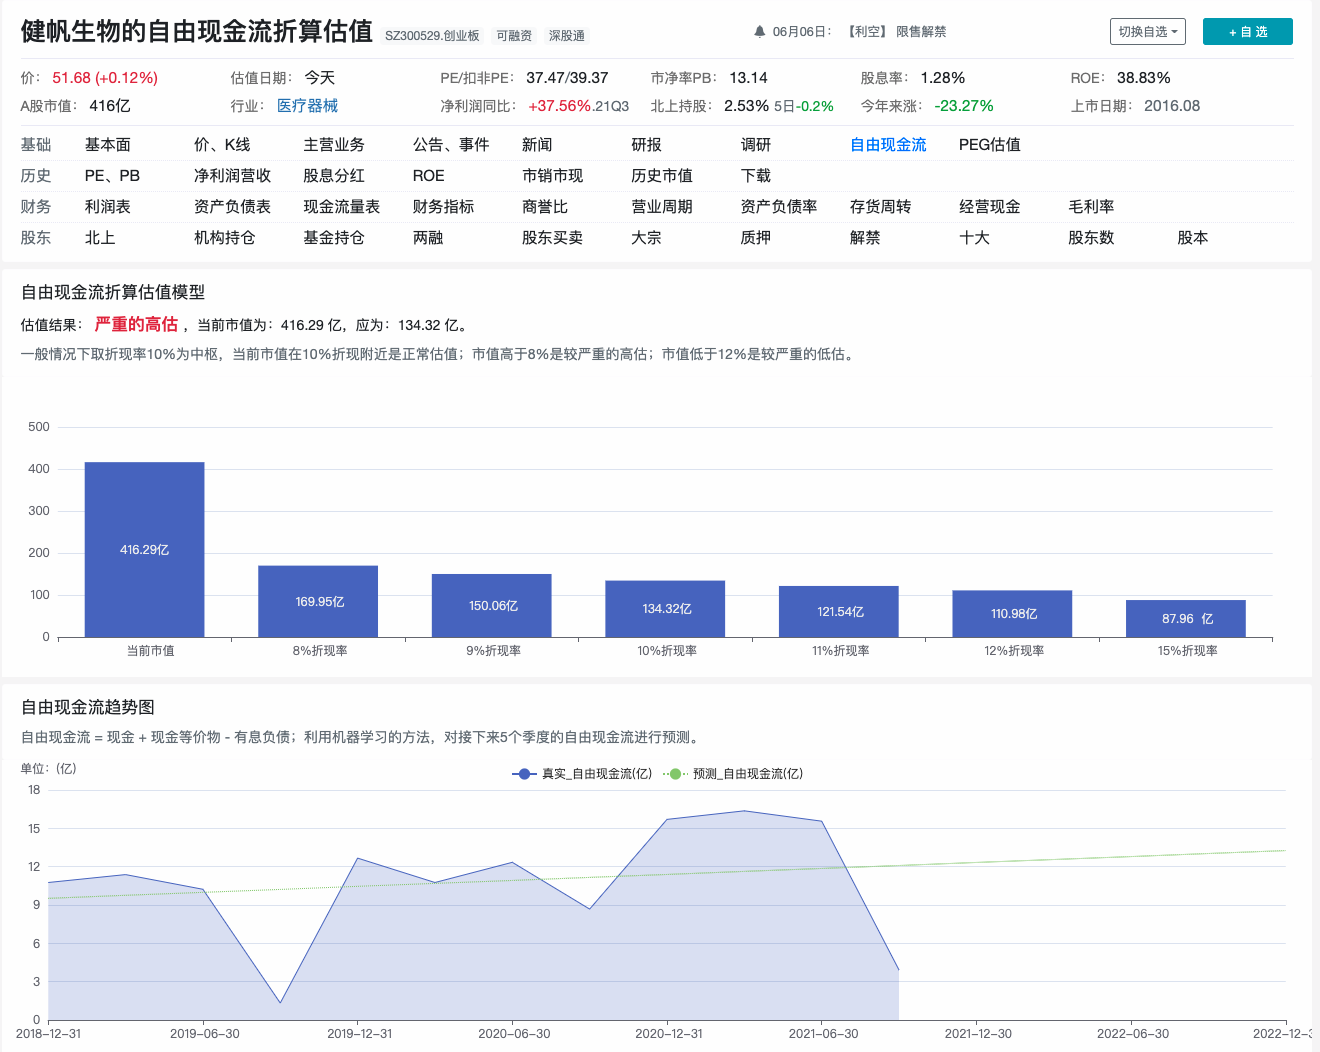 健帆生物的自由现金流折算估值 SZ300529.创业板 可融资 深股通 06月06日： 【利空】 限售解禁 切换自选 + 自 选
价： 51.68 (+0.12%) 估值日期： 今天 PE/扣非PE： 37.47/39.37 市净率PB： 13.14 股息率： 1.28% ROE： 38.83%
A股市值： 416亿 行业： 医疗器械 净利润同比： +37.56%.21Q3 北上持股： 2.53% 5日-0.2% 今年来涨： -23.27% 上市日期： 2016.08
基础 基本面 价、K线 主营业务 公告、事件 新闻 研报 调研 自由现金流 PEG估值
历史 PE、PB 净利润营收 股息分红 ROE 市销市现 历史市值 下载
财务 利润表 资产负债表 现金流量表 财务指标 商誉比 营业周期 资产负债率 存货周转 经营现金 毛利率
股东 北上 机构持仓 基金持仓 两融 股东买卖 大宗 质押 解禁 十大 股东数 股本
自由现金流折算估值模型
估值结果： 严重的高估 ，当前市值为：416.29 亿，应为：134.32 亿。
一般情况下取折现率10%为中枢，当前市值在10%折现附近是正常估值；市值高于8%是较严重的高估；市值低于12%是较严重的低估。
500
400
300
200
100
0
416.29亿 169.95亿 150.06亿 134.32亿 121.54亿 110.98亿 87.96 亿
当前市值 8%折现率 9%折现率 10%折现率 11%折现率 12%折现率 15%折现率
自由现金流趋势图
自由现金流 = 现金 + 现金等价物 - 有息负债；利用机器学习的方法，对接下来5个季度的自由现金流进行预测。
单位：(亿) 真实_自由现金流(亿) 预测_自由现金流(亿)
18
15
12
9
6
3
0
2018-12-31 2019-06-30 2019-12-31 2020-06-30 2020-12-31 2021-06-30 2021-12-30 2022-06-30 2022-12-3